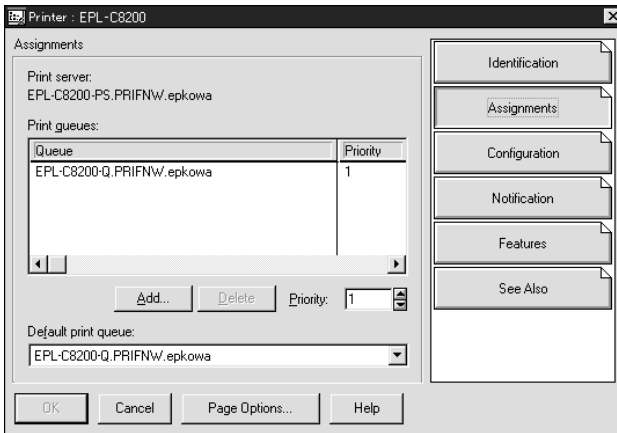 Printer : EPL-C8200
Assignments
Print server:
EPL-C8200-PS.PRIFNW.epkowa
Print queues:
Queue Priority
EPL-C8200-Q.PRIFNW.epkowa 1
Add... Delete Priority: 1
Default print queue:
EPL-C8200-Q.PRIFNW.epkowa
OK Cancel Page Options... Help
Identification
Assignments
Configuration
Notification
Features
See Also